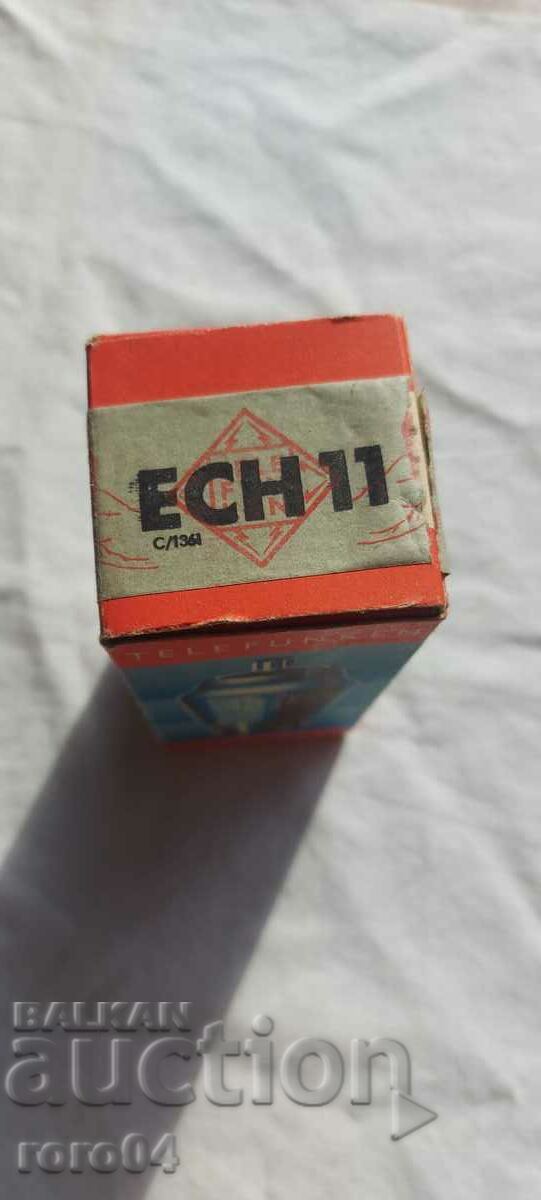 ECH 11
C/1361
TELEFUNKEN
BALKAN
auction
roro04